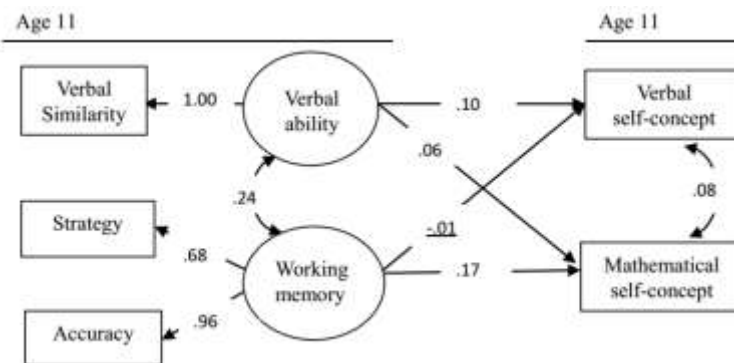 Age 11
Age 11
Verbal
Similarity
1.00
Verbal
ability
.10
Verbal
self-concept
.06
.24
.08
Strategy
-.01
.68
Working
memory
.17
Mathematical
self-concept
.96
Accuracy